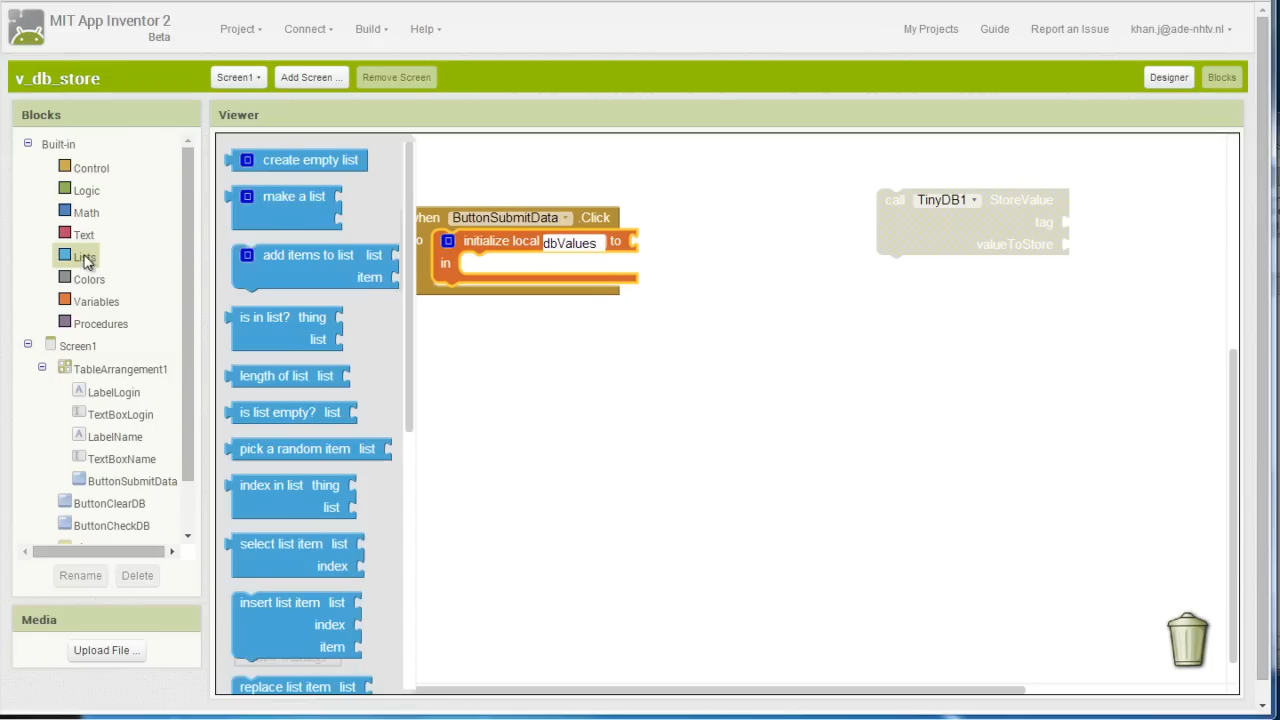 MIT App Inventor 2
Beta
Project
Connect
Build
Help
My Projects
Guide
Report an Issue
khan.j@ade-nhtv.nl
v_db_store
Screen1
Add Screen ...
Remove Screen
Designer
Blocks
Blocks
Built-in
Control
Logic
Math
Text
Lists
Colors
Variables
Procedures
Screen1
TableArrangement1
A LabelLogin
TextBoxLogin
A LabelName
TextBoxName
ButtonSubmitData
ButtonClearDB
ButtonCheckDB
Rename
Delete
Media
Upload File ...
Viewer
create empty list
make a list
add items to list list
item
is in list? thing
list
length of list list
is list empty? list
pick a random item list
index in list thing
list
select list item list
index
insert list item list
index
item
replace list item list
when ButtonSubmitData .Click
initialize local dbValues to
in
call TinyDB1 .StoreValue
tag
valueToStore